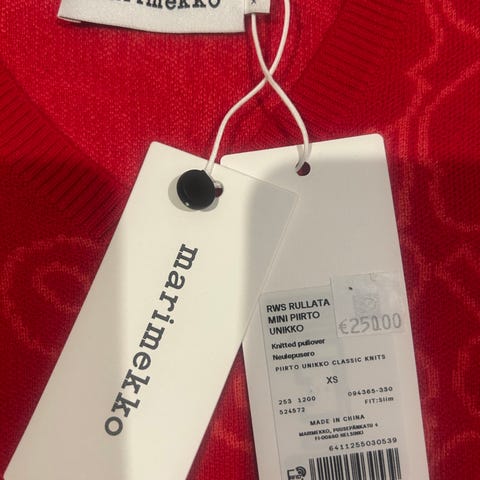 marimekko
x
marimekko
RWS RULLATA
MINI PIIRTO
UNIKKO
€250.00
Knitted pullover
Neulepusero
PIIRTO UNIKKO CLASSIC KNITS
XS
253 1200 094365-330
524572 FIT:Slim
MADE IN CHINA
MARIMEKKO, PUUSEPÄNKATU 4
FI-00880 HELSINKI
6411255030539